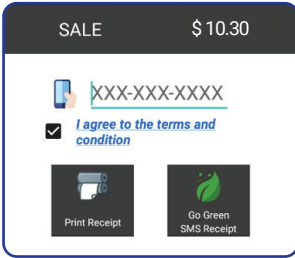 SALE $ 10.30
XXX-XXX-XXXX
I agree to the terms and
condition
Print Receipt
Go Green
SMS Receipt